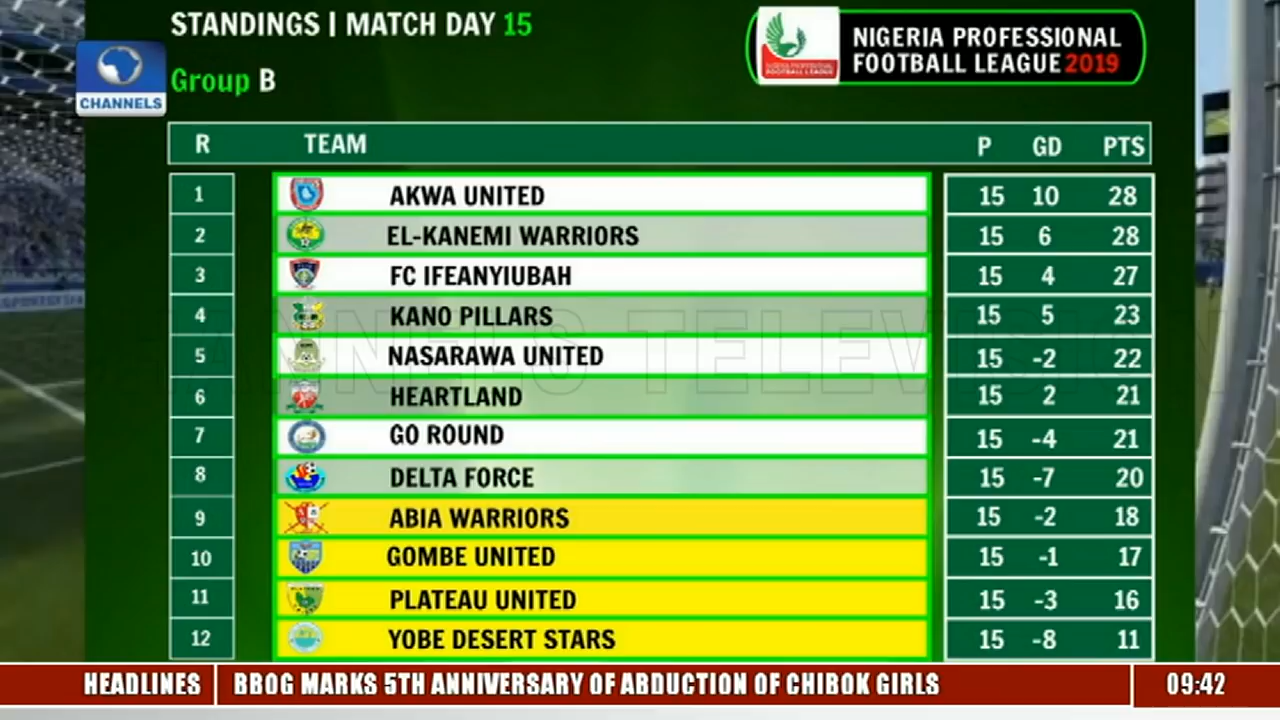 STANDINGS | MATCH DAY 15
Group B
CHANNELS
NIGERIA PROFESSIONAL
FOOTBALL LEAGUE 2019
R TEAM P GD PTS
1 AKWA UNITED 15 10 28
2 EL-KANEMI WARRIORS 15 6 28
3 FC IFEANYIUBAH 15 4 27
4 KANO PILLARS 15 5 23
5 NASARAWA UNITED 15 -2 22
6 HEARTLAND 15 2 21
7 GO ROUND 15 -4 21
8 DELTA FORCE 15 -7 20
9 ABIA WARRIORS 15 -2 18
10 GOMBE UNITED 15 -1 17
11 PLATEAU UNITED 15 -3 16
12 YOBE DESERT STARS 15 -8 11
CHANNELS TELEVISION
HEADLINES BBOG MARKS 5TH ANNIVERSARY OF ABDUCTION OF CHIBOK GIRLS 09:42